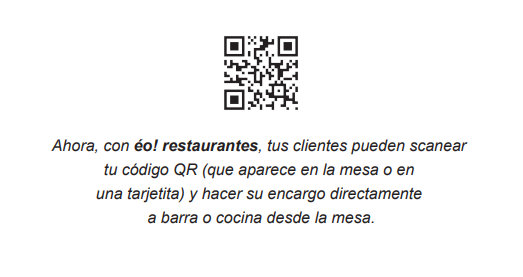 Ahora, con éo! restaurantes, tus clientes pueden scanear
tu código QR (que aparece en la mesa o en
una tarjetita) y hacer su encargo directamente
a barra o cocina desde la mesa.